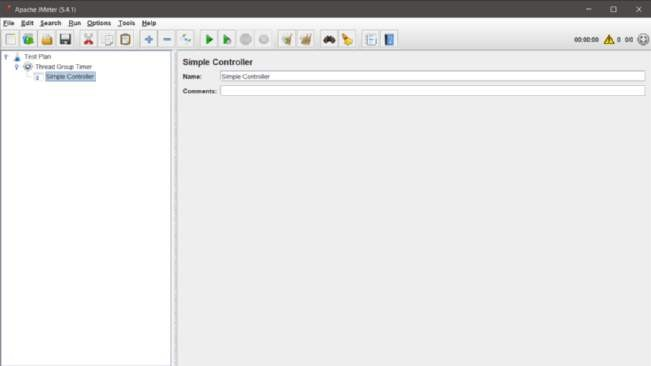 Apache JMeter (5.4.1)
File Edit Search Run Options Tools Help
00:00:00 0 0/0
Test Plan
Thread Group Timer
Simple Controller
Simple Controller
Name: Simple Controller
Comments: